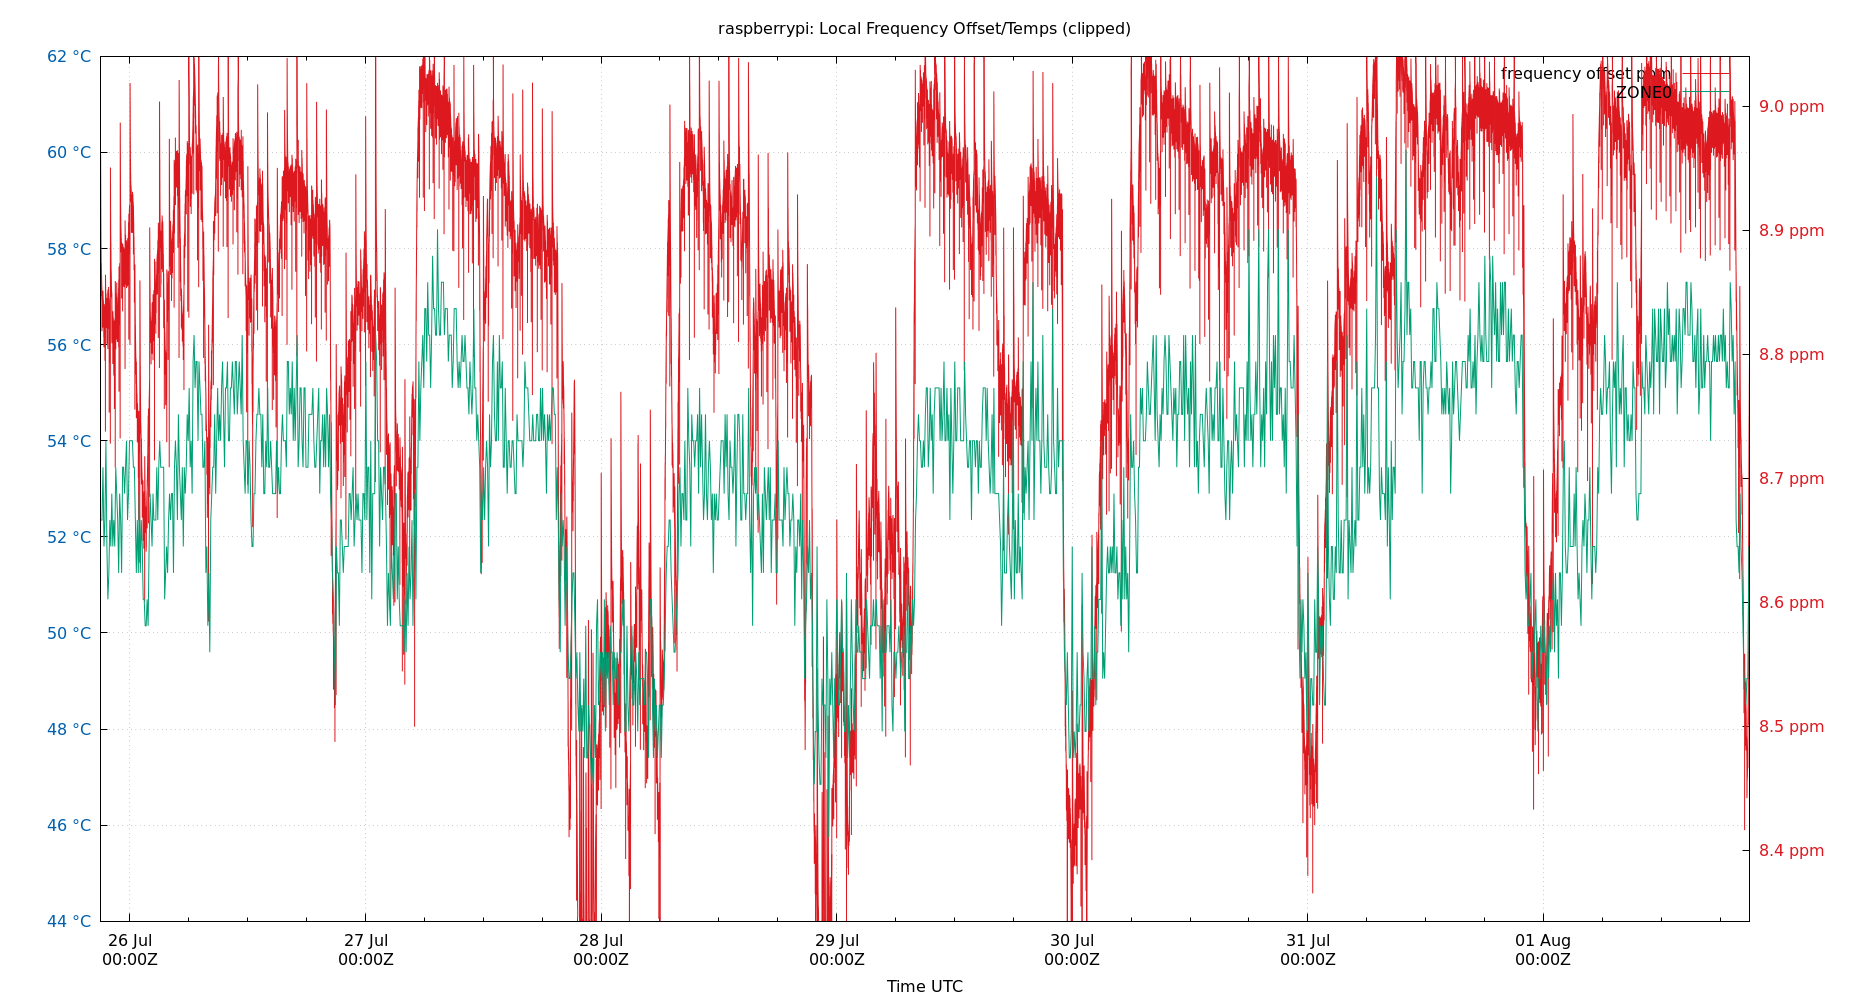 raspberrypi: Local Frequency Offset/Temps (clipped)
62 °C
60 °C
58 °C
56 °C
54 °C
52 °C
50 °C
48 °C
46 °C
44 °C
frequency offset ppm
ZONE0
9.0 ppm
8.9 ppm
8.8 ppm
8.7 ppm
8.6 ppm
8.5 ppm
8.4 ppm
26 Jul 27 Jul 28 Jul 29 Jul 30 Jul 31 Jul 01 Aug
00:00Z 00:00Z 00:00Z 00:00Z 00:00Z 00:00Z 00:00Z
Time UTC